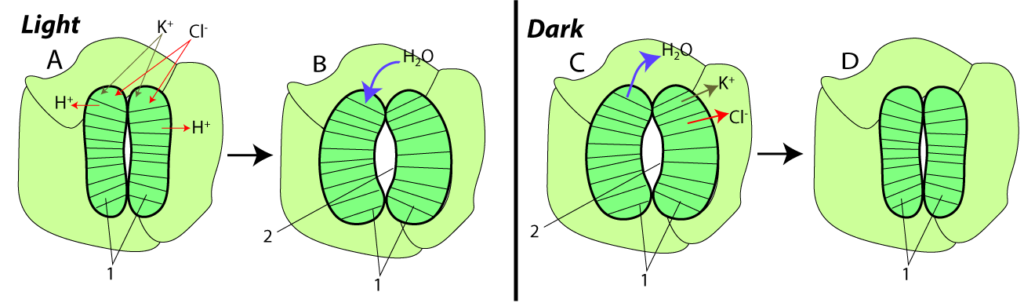 Light
A
K⁺
Cl⁻
H⁺
H⁺
1
B
H₂O
2
1
Dark
C
H₂O
K⁺
Cl⁻
2
1
D
1